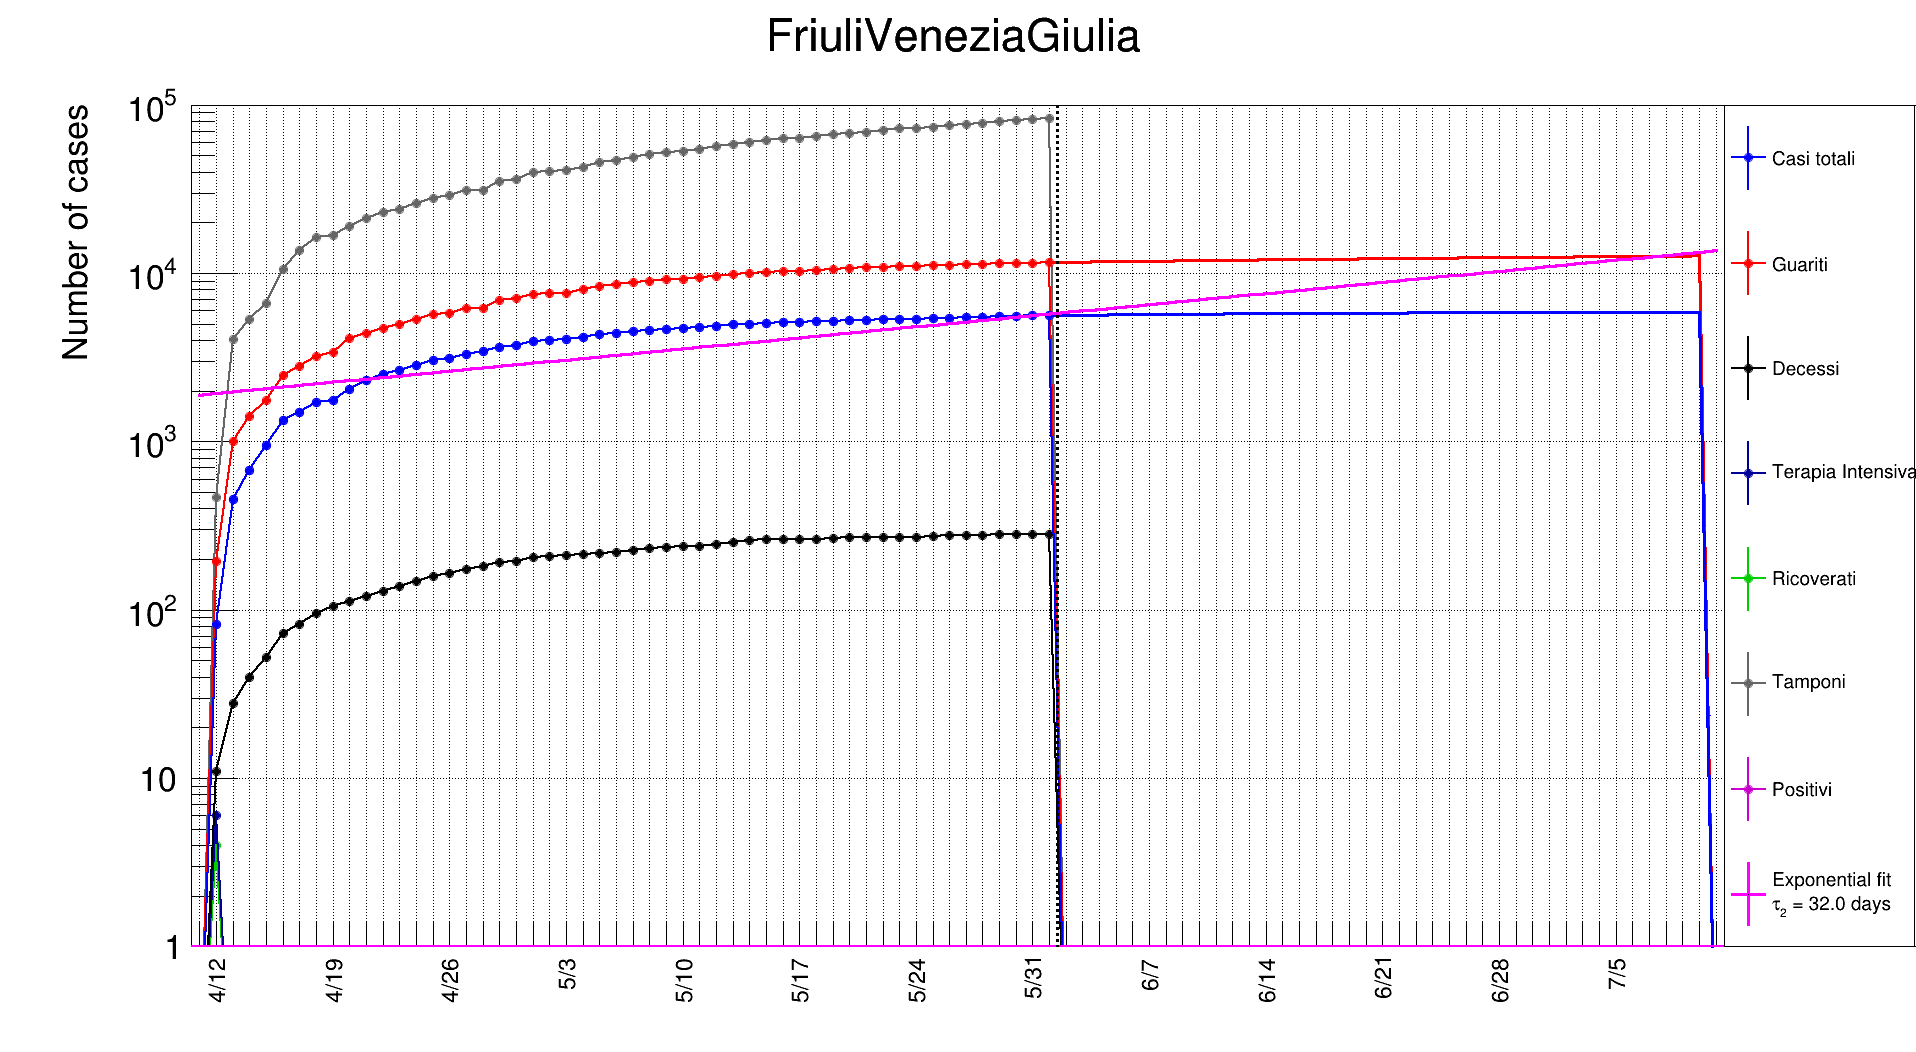 FriuliVeneziaGiulia
Number of cases
10^5
10^4
10^3
10^2
10
1
4/12
4/19
4/26
5/3
5/10
5/17
5/24
5/31
6/7
6/14
6/21
6/28
7/5
Casi totali
Guariti
Decessi
Terapia Intensiva
Ricoverati
Tamponi
Positivi
Exponential fit
τ₂ = 32.0 days